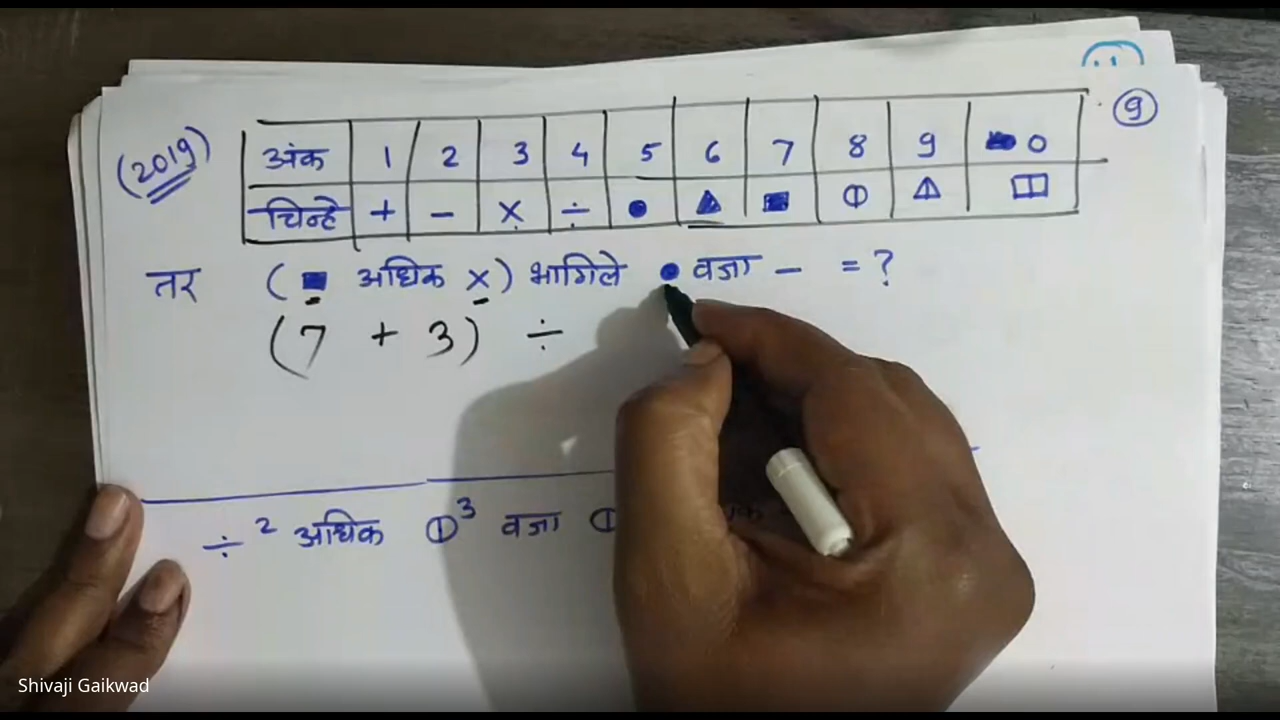 (2019)
9
अंक 1 2 3 4 5 6 7 8 9 0
चिन्हे + - × ÷ ● ▲ ■ ⦶ ◭ ◫
तर ( ■ अधिक × ) भागिले ● वजा - = ?
(7 + 3) ÷
÷² अधिक ⦶³ वजा ⦶
Shivaji Gaikwad